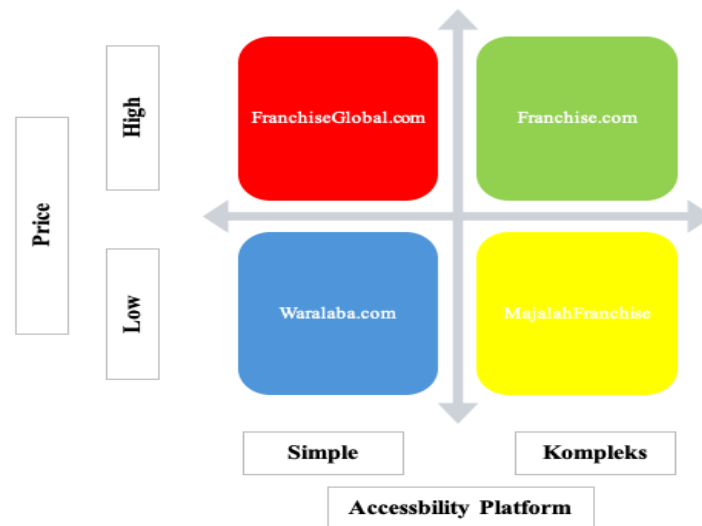 High
FranchiseGlobal.com
Franchise.com
Price
Low
Waralaba.com
MajalahFranchise
Simple
Kompleks
Accessbility Platform